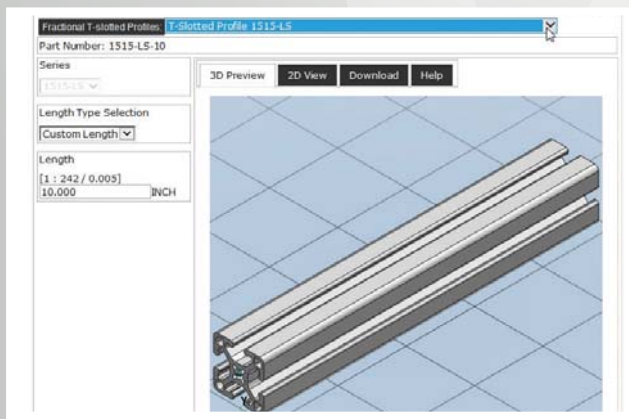 Fractional T-slotted Profiles: T-Slotted Profile 1515-LS
Part Number: 1515-LS-10
Series
1515-LS
3D Preview 2D View Download Help
Length Type Selection
Custom Length
Length
[1 : 242 / 0.005]
10.000 INCH